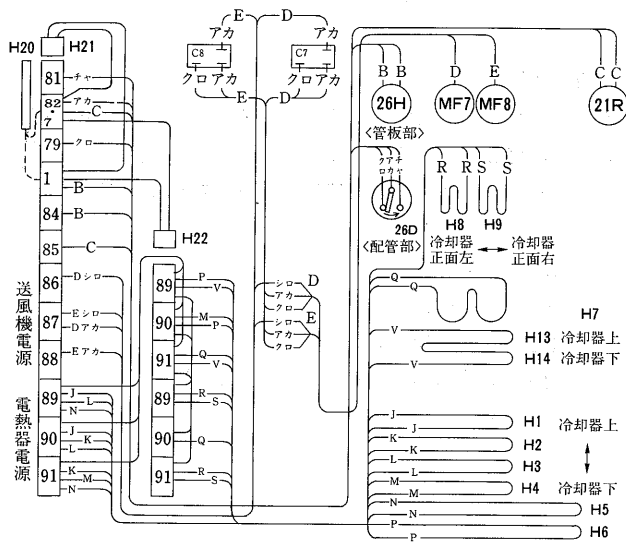 H20 H21
アカ E D アカ
C8 C7
クロアカ クロアカ
E D
81 チャ
82 アカ
C
7
79 クロ
1
B
84 B
85 C
86 Dシロ
87 Eシロ
Dアカ
88 Eアカ
89 J
L
N
90 J
K
L
91 K
M
N
送風機電源
電熱器電源
H22
89 P
V
90 M
P
91 Q
V
89 R
S
90 Q
91 R
S
シロ
アカ D
クロ
シロ E
アカ
クロ
B B D E C C
26H MF7 MF8 21R
<管板部>
クロ アカ チャ
26D
<配管部>
R R S S
H8 H9
冷却器正面左 ↔ 冷却器正面右
Q
Q
H7
V
H13 冷却器上
H14 冷却器下
V
J
H1 冷却器上
J
K
H2
K
L
H3
L
M
H4 冷却器下
M
N
H5
N
P
H6
P